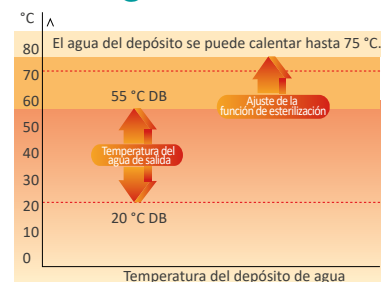 °C
80
El agua del depósito se puede calentar hasta 75 °C.
70
60
55 °C DB
Ajuste de la
función de esterilización
50
Temperatura del
agua de salida
40
30
20
20 °C DB
10
0
Temperatura del depósito de agua